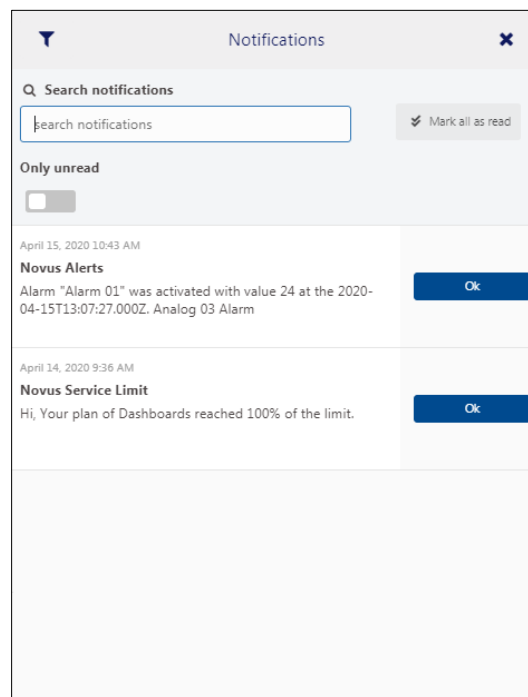 Notifications
Search notifications
search notifications
Mark all as read
Only unread
April 15, 2020 10:43 AM
Novus Alerts
Alarm "Alarm 01" was activated with value 24 at the 2020-
04-15T13:07:27.000Z. Analog 03 Alarm
Ok
April 14, 2020 9:36 AM
Novus Service Limit
Hi, Your plan of Dashboards reached 100% of the limit.
Ok